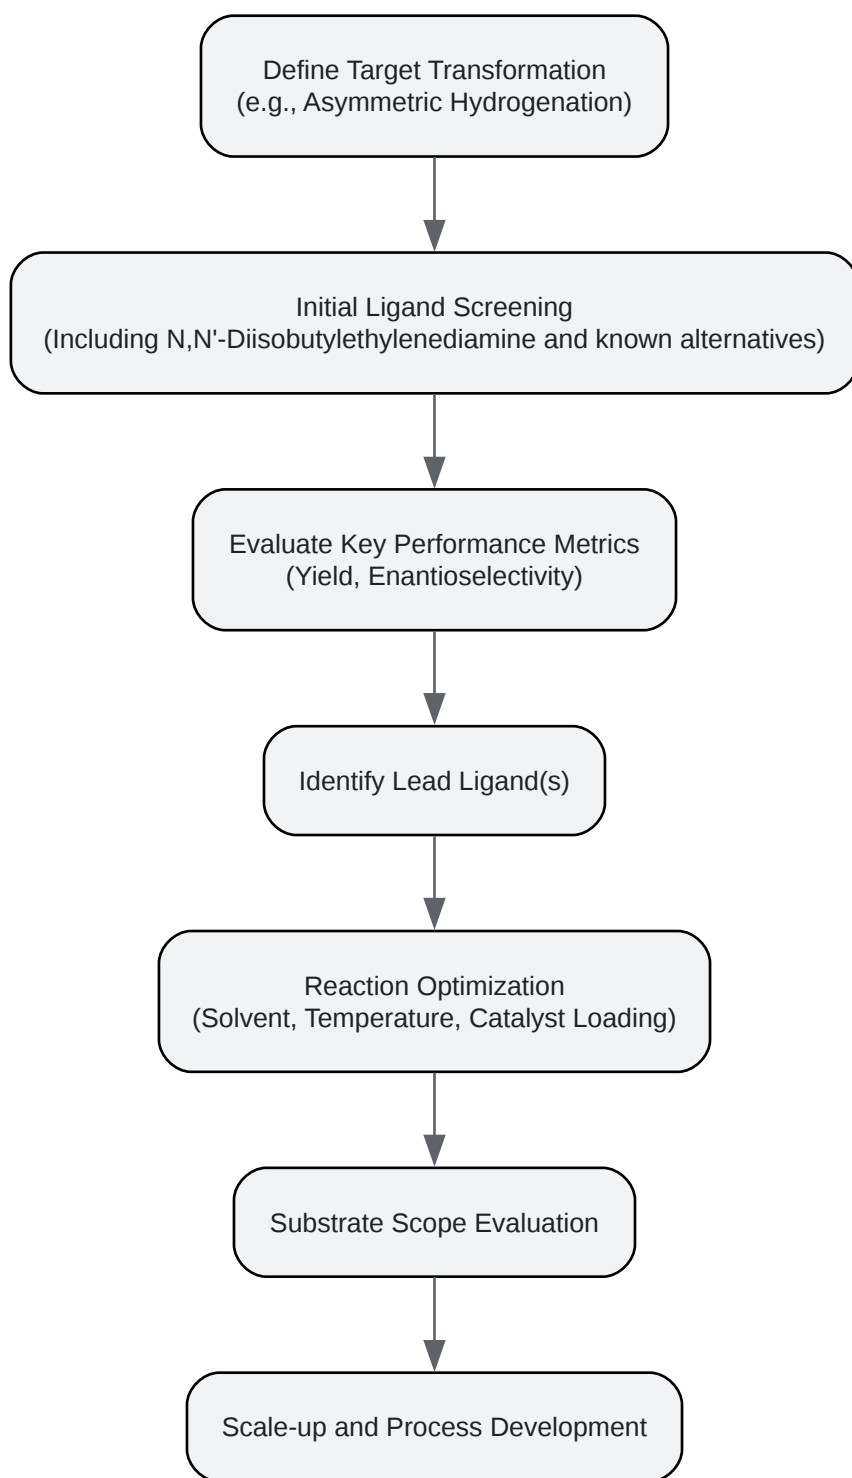 Define Target Transformation
(e.g., Asymmetric Hydrogenation)
Initial Ligand Screening
(Including N,N'-Diisobutylethylenediamine and known alternatives)
Evaluate Key Performance Metrics
(Yield, Enantioselectivity)
Identify Lead Ligand(s)
Reaction Optimization
(Solvent, Temperature, Catalyst Loading)
Substrate Scope Evaluation
Scale-up and Process Development